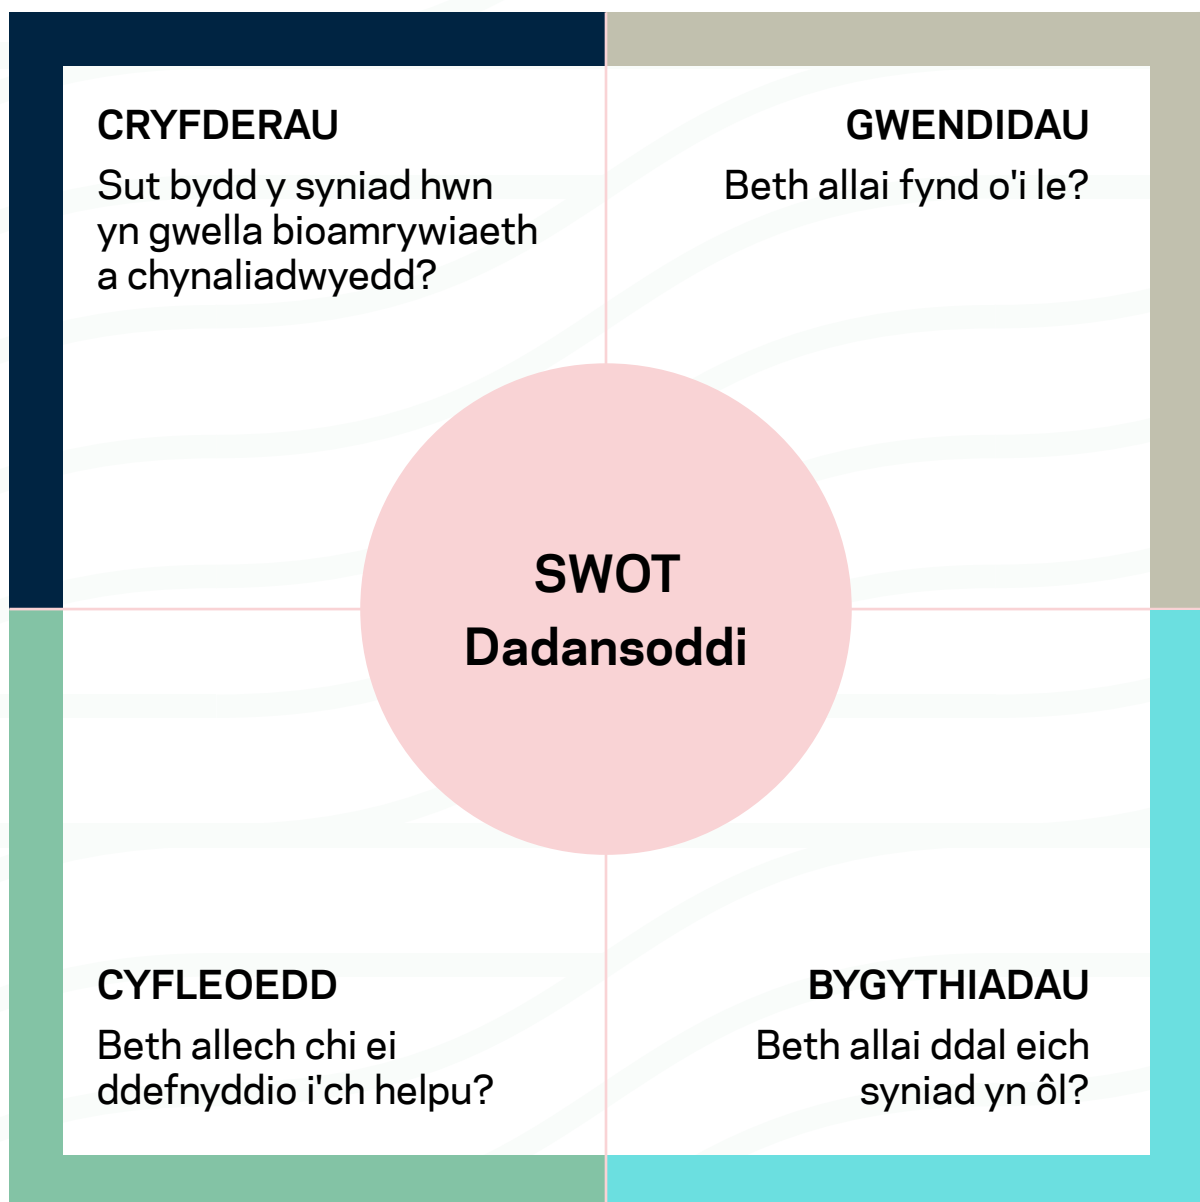 CRYFDERAU
Sut bydd y syniad hwn
yn gwella bioamrywiaeth
a chynaliadwyedd?
GWENDIDAU
Beth allai fynd o'i le?
SWOT
Dadansoddi
CYFLEOEDD
Beth allech chi ei
ddefnyddio i'ch helpu?
BYGYTHIADAU
Beth allai ddal eich
syniad yn ôl?